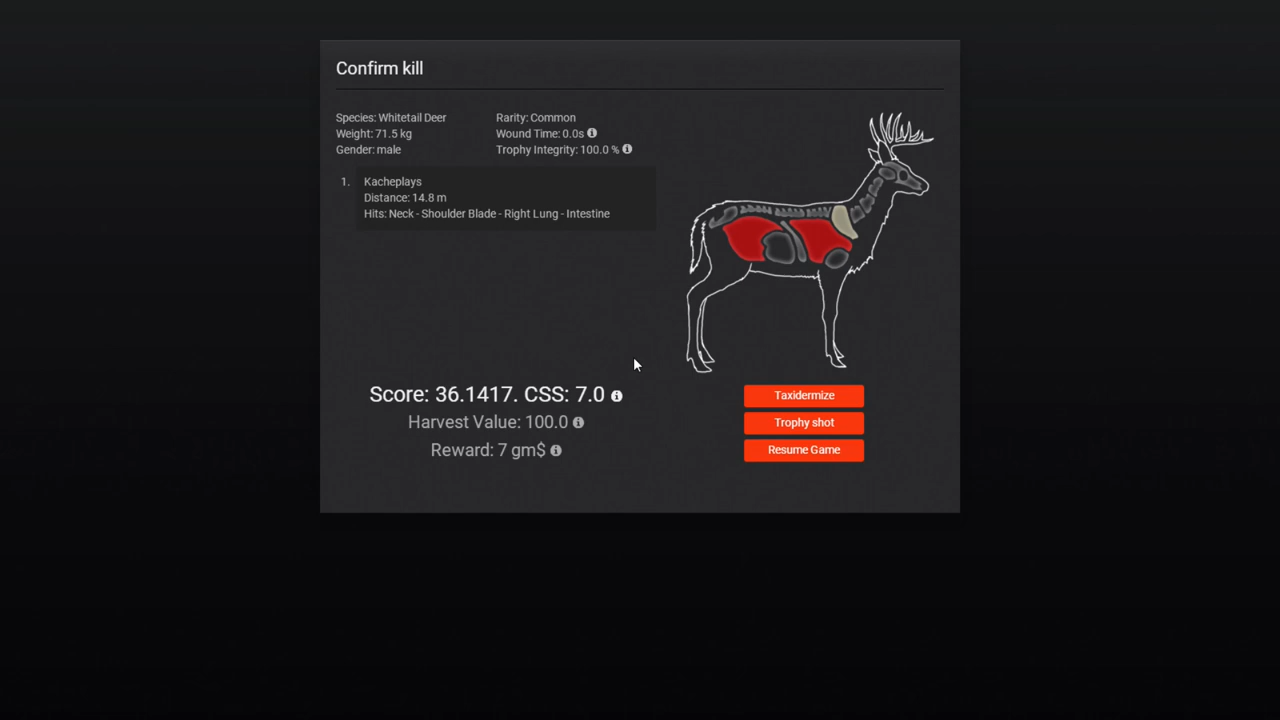 Confirm kill
Species: Whitetail Deer
Weight: 71.5 kg
Gender: male
Rarity: Common
Wound Time: 0.0s
Trophy Integrity: 100.0 %
1.
Kacheplays
Distance: 14.8 m
Hits: Neck - Shoulder Blade - Right Lung - Intestine
Score: 36.1417. CSS: 7.0
Harvest Value: 100.0
Reward: 7 gm$
Taxidermize
Trophy shot
Resume Game